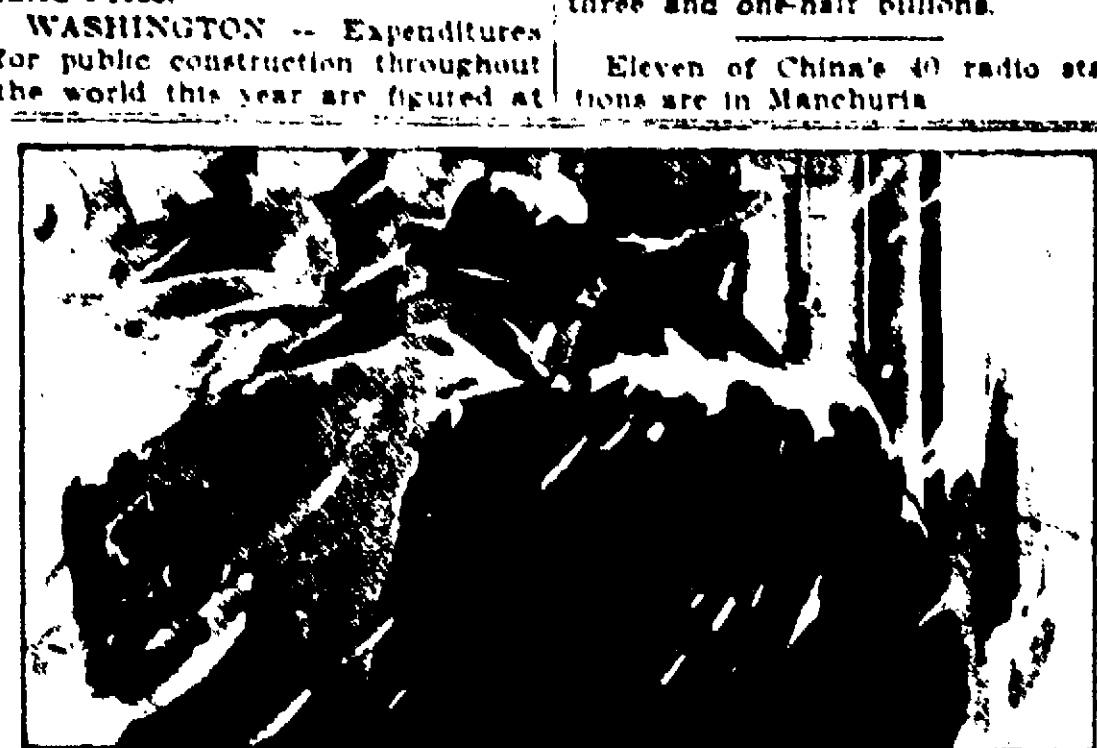 WASHINGTON -- Expenditures
for public construction throughout
the world this year are figured at
three and one-half billions.
Eleven of China's 40 radio sta
tions are in Manchuria